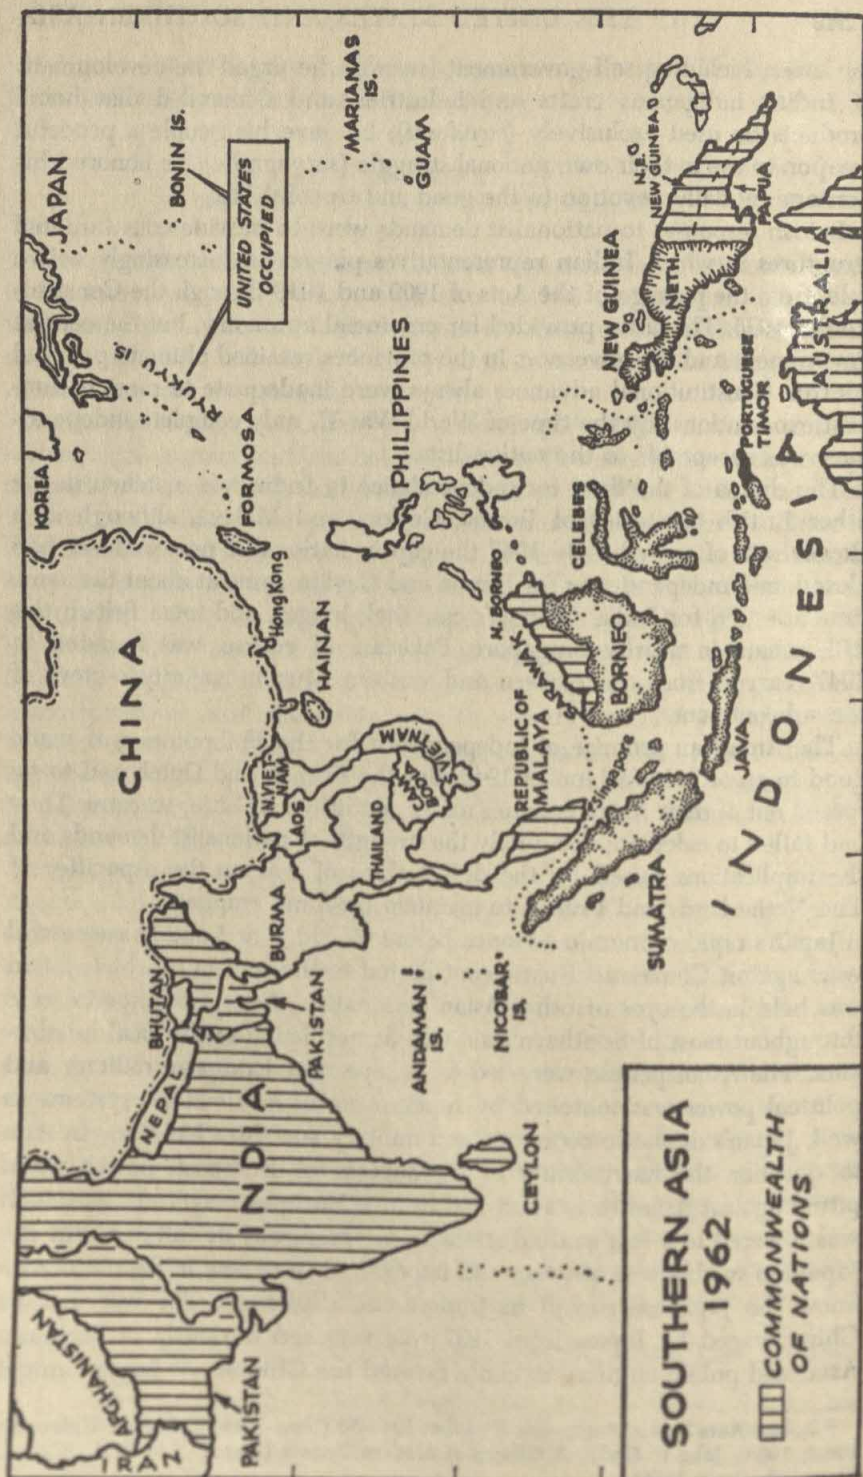 JAPAN
KOREA
BONIN IS.
RYUKYU IS.
UNITED STATES
OCCUPIED
MARIANAS
IS.
GUAM
CHINA
FORMOSA
Hong Kong
HAINAN
PHILIPPINES
AFGHANISTAN
IRAN
PAKISTAN
INDIA
NEPAL
BHUTAN
PAKISTAN
BURMA
N. VIET-
NAM
LAOS
THAILAND
CAM-
BODIA
S. VIETNAM
ANDAMAN
IS.
NICOBAR
IS.
CEYLON
REPUBLIC OF
MALAYA
Singapore
N. BORNEO
SARAWAK
BORNEO
CELEBES
SUMATRA
JAVA
INDONESIA
NEW GUINEA
NETH.
N.E.
NEW GUINEA
PAPUA
PORTUGUESE
TIMOR
AUSTRALIA
SOUTHERN ASIA
1962
COMMONWEALTH
OF NATIONS